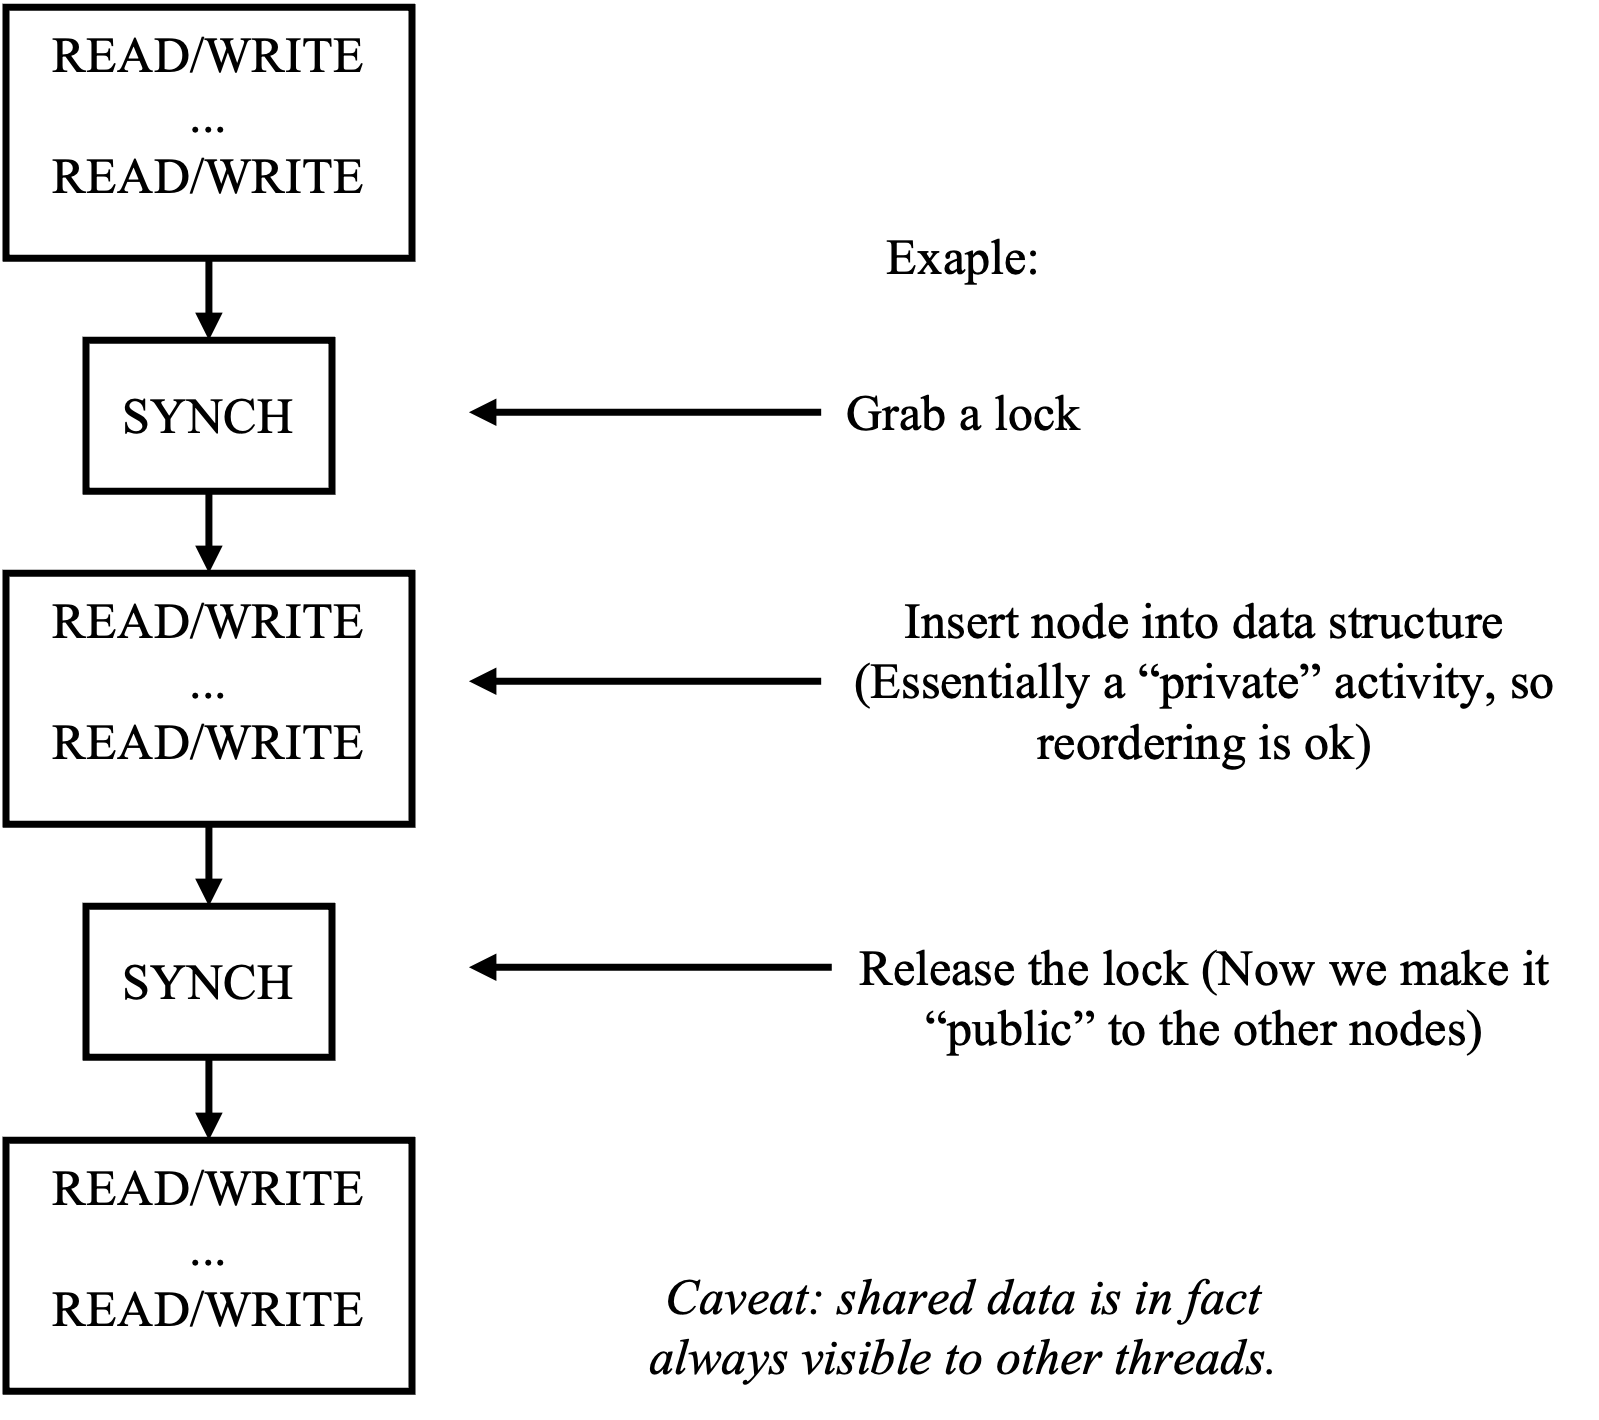 READ/WRITE
...
READ/WRITE
Exaple:
SYNCH
Grab a lock
READ/WRITE
...
READ/WRITE
Insert node into data structure
(Essentially a “private” activity, so
reordering is ok)
SYNCH
Release the lock (Now we make it
“public” to the other nodes)
READ/WRITE
...
READ/WRITE
Caveat: shared data is in fact
always visible to other threads.